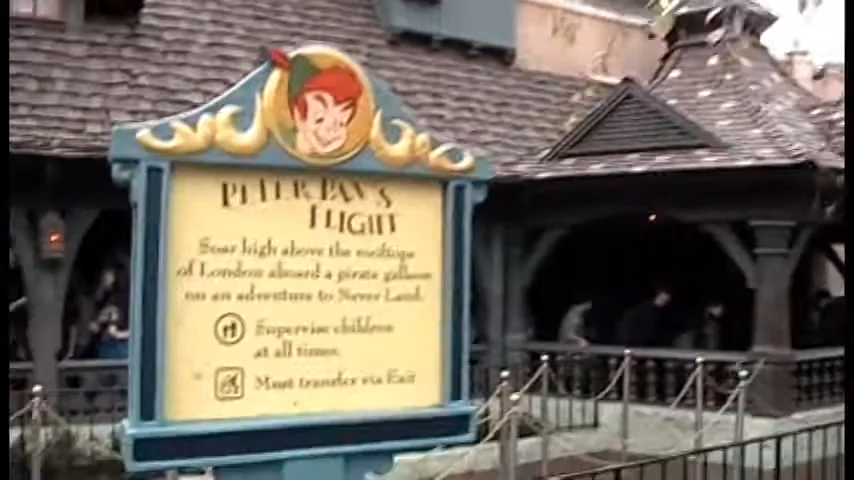 PETER PAN'S
FLIGHT
Soar high above the rooftops
of London aboard a pirate galleon
on an adventure to Never Land.
Supervise children
at all times.
Must transfer via Exit